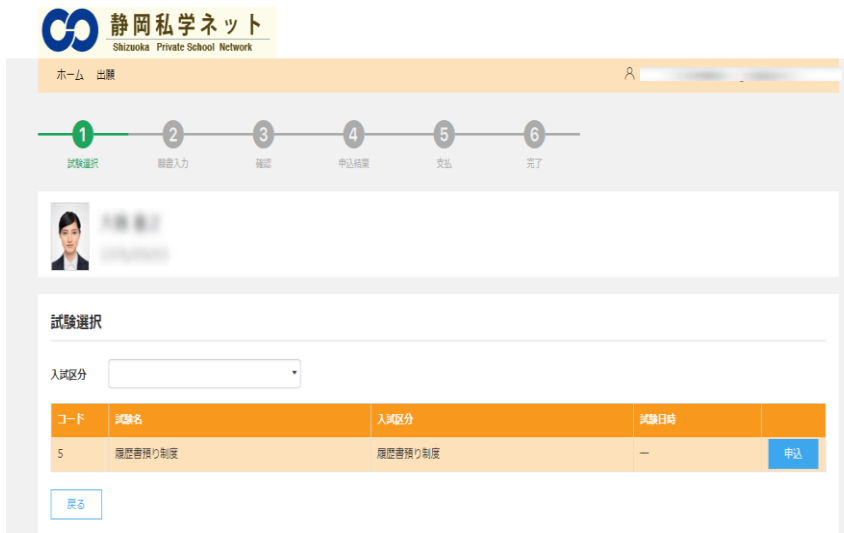 静岡私学ネット
Shizuoka Private School Network
ホーム 出願
1 2 3 4 5 6
試験選択 願書入力 確認 申込結果 支払 完了
試験選択
入試区分
コード 試験名 入試区分 試験日時
5 履歴書預り制度 履歴書預り制度 ー 申込
戻る